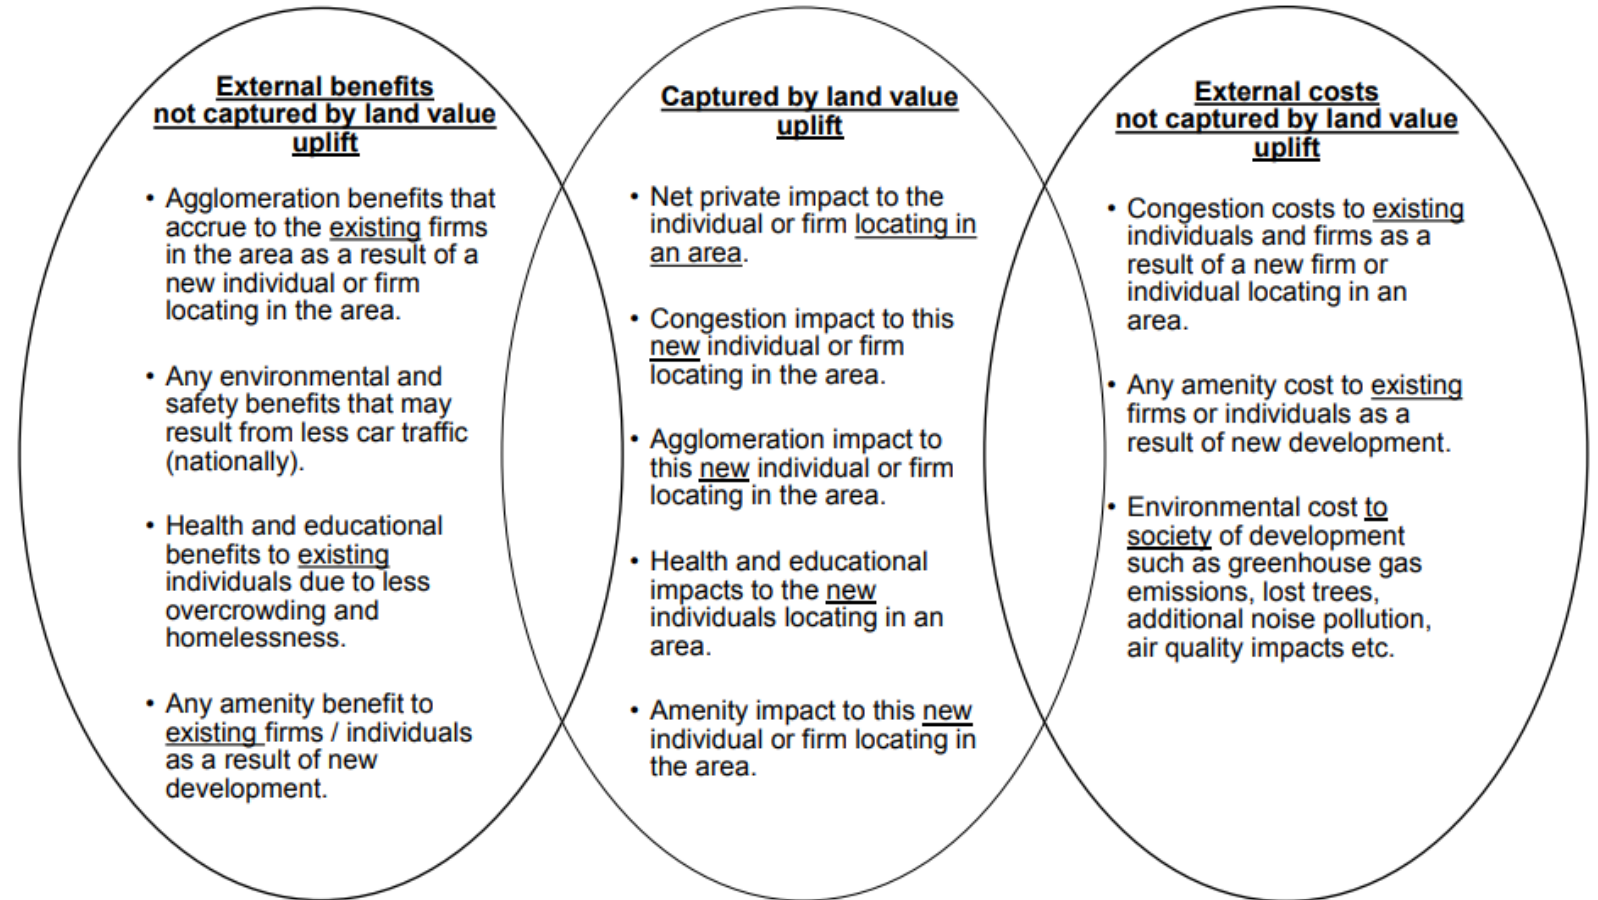 External benefits
not captured by land value
uplift
• Agglomeration benefits that
accrue to the existing firms
in the area as a result of a
new individual or firm
locating in the area.
• Any environmental and
safety benefits that may
result from less car traffic
(nationally).
• Health and educational
benefits to existing
individuals due to less
overcrowding and
homelessness.
• Any amenity benefit to
existing firms / individuals
as a result of new
development.
Captured by land value
uplift
• Net private impact to the
individual or firm locating in
an area.
• Congestion impact to this
new individual or firm
locating in the area.
• Agglomeration impact to
this new individual or firm
locating in the area.
• Health and educational
impacts to the new
individuals locating in an
area.
• Amenity impact to this new
individual or firm locating in
the area.
External costs
not captured by land value
uplift
• Congestion costs to existing
individuals and firms as a
result of a new firm or
individual locating in an
area.
• Any amenity cost to existing
firms or individuals as a
result of new development.
• Environmental cost to
society of development
such as greenhouse gas
emissions, lost trees,
additional noise pollution,
air quality impacts etc.